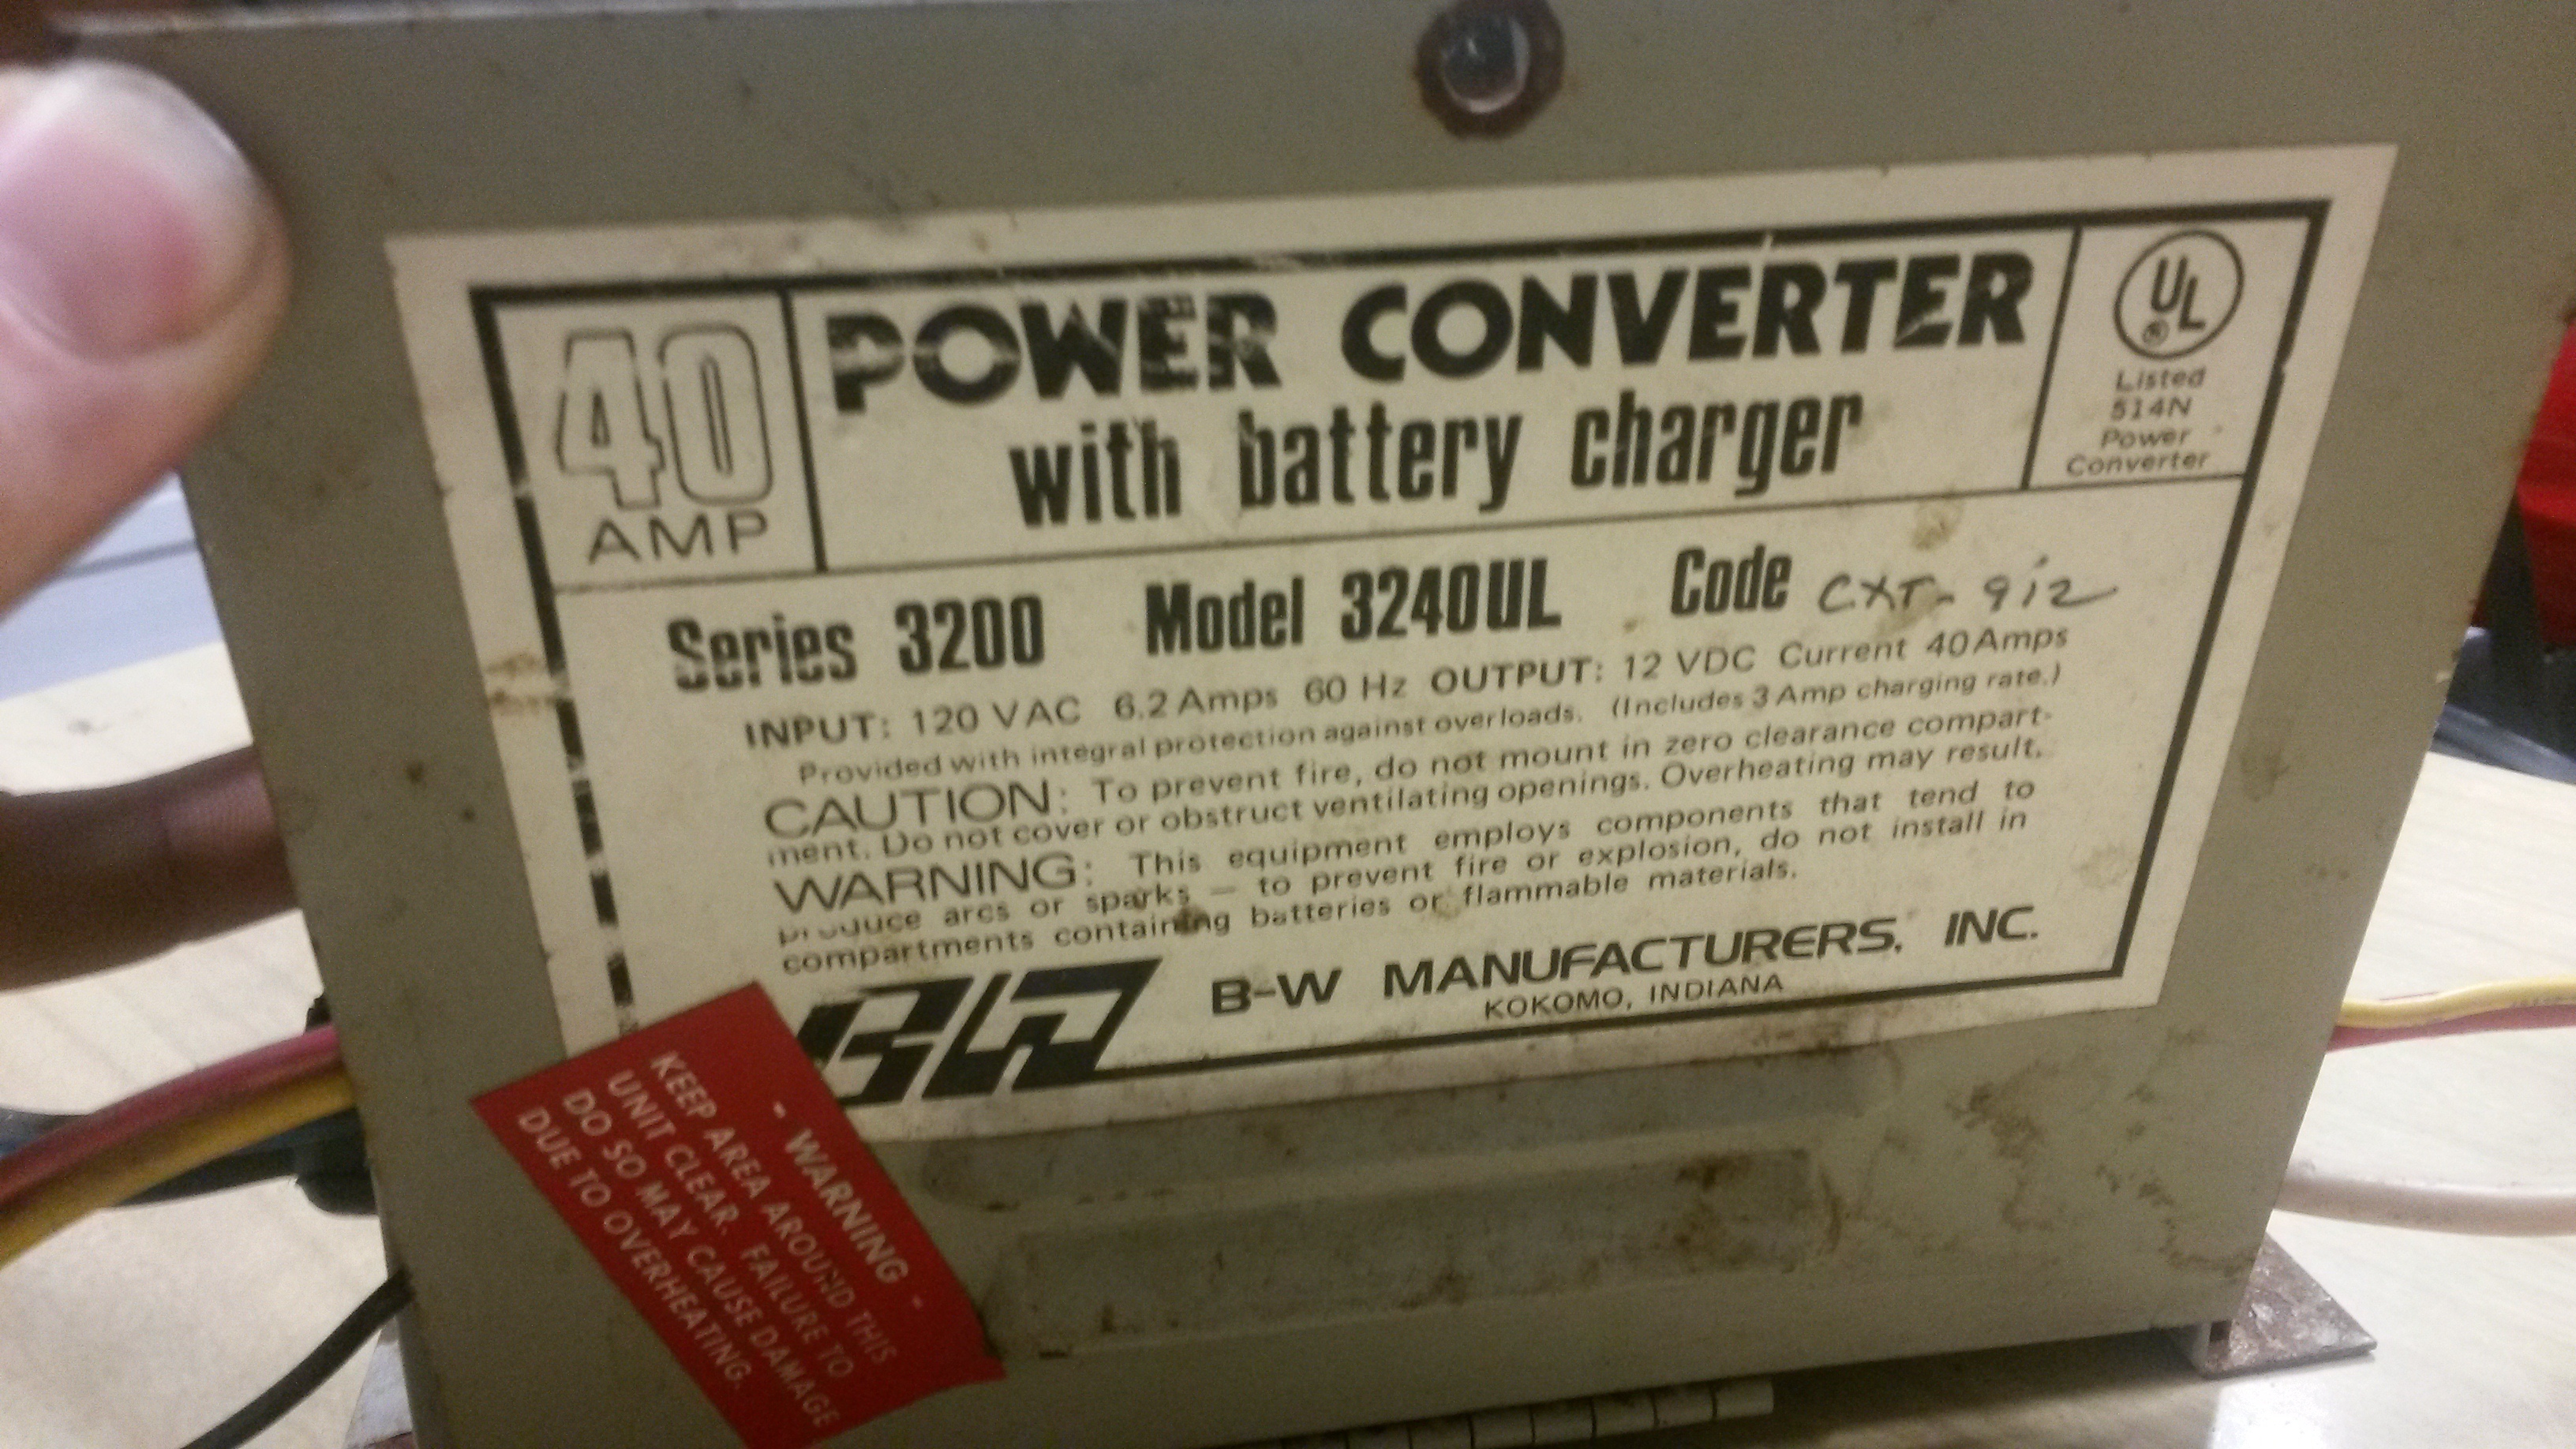 40
AMP
POWER CONVERTER
with battery charger
UL
®
Listed
514N
Power
Converter
Series 3200 Model 3240UL Code CXT-912
INPUT: 120 VAC 6.2 Amps 60 Hz OUTPUT: 12 VDC Current 40 Amps
Provided with integral protection against overloads. (Includes 3 Amp charging rate.)
CAUTION: To prevent fire, do not mount in zero clearance compart-
ment. Do not cover or obstruct ventilating openings. Overheating may result.
WARNING: This equipment employs components that tend to
produce arcs or sparks — to prevent fire or explosion, do not install in
compartments containing batteries or flammable materials.
BW B-W MANUFACTURERS, INC.
KOKOMO, INDIANA
- WARNING -
KEEP AREA AROUND THIS
UNIT CLEAR. FAILURE TO
DO SO MAY CAUSE DAMAGE
DUE TO OVERHEATING.